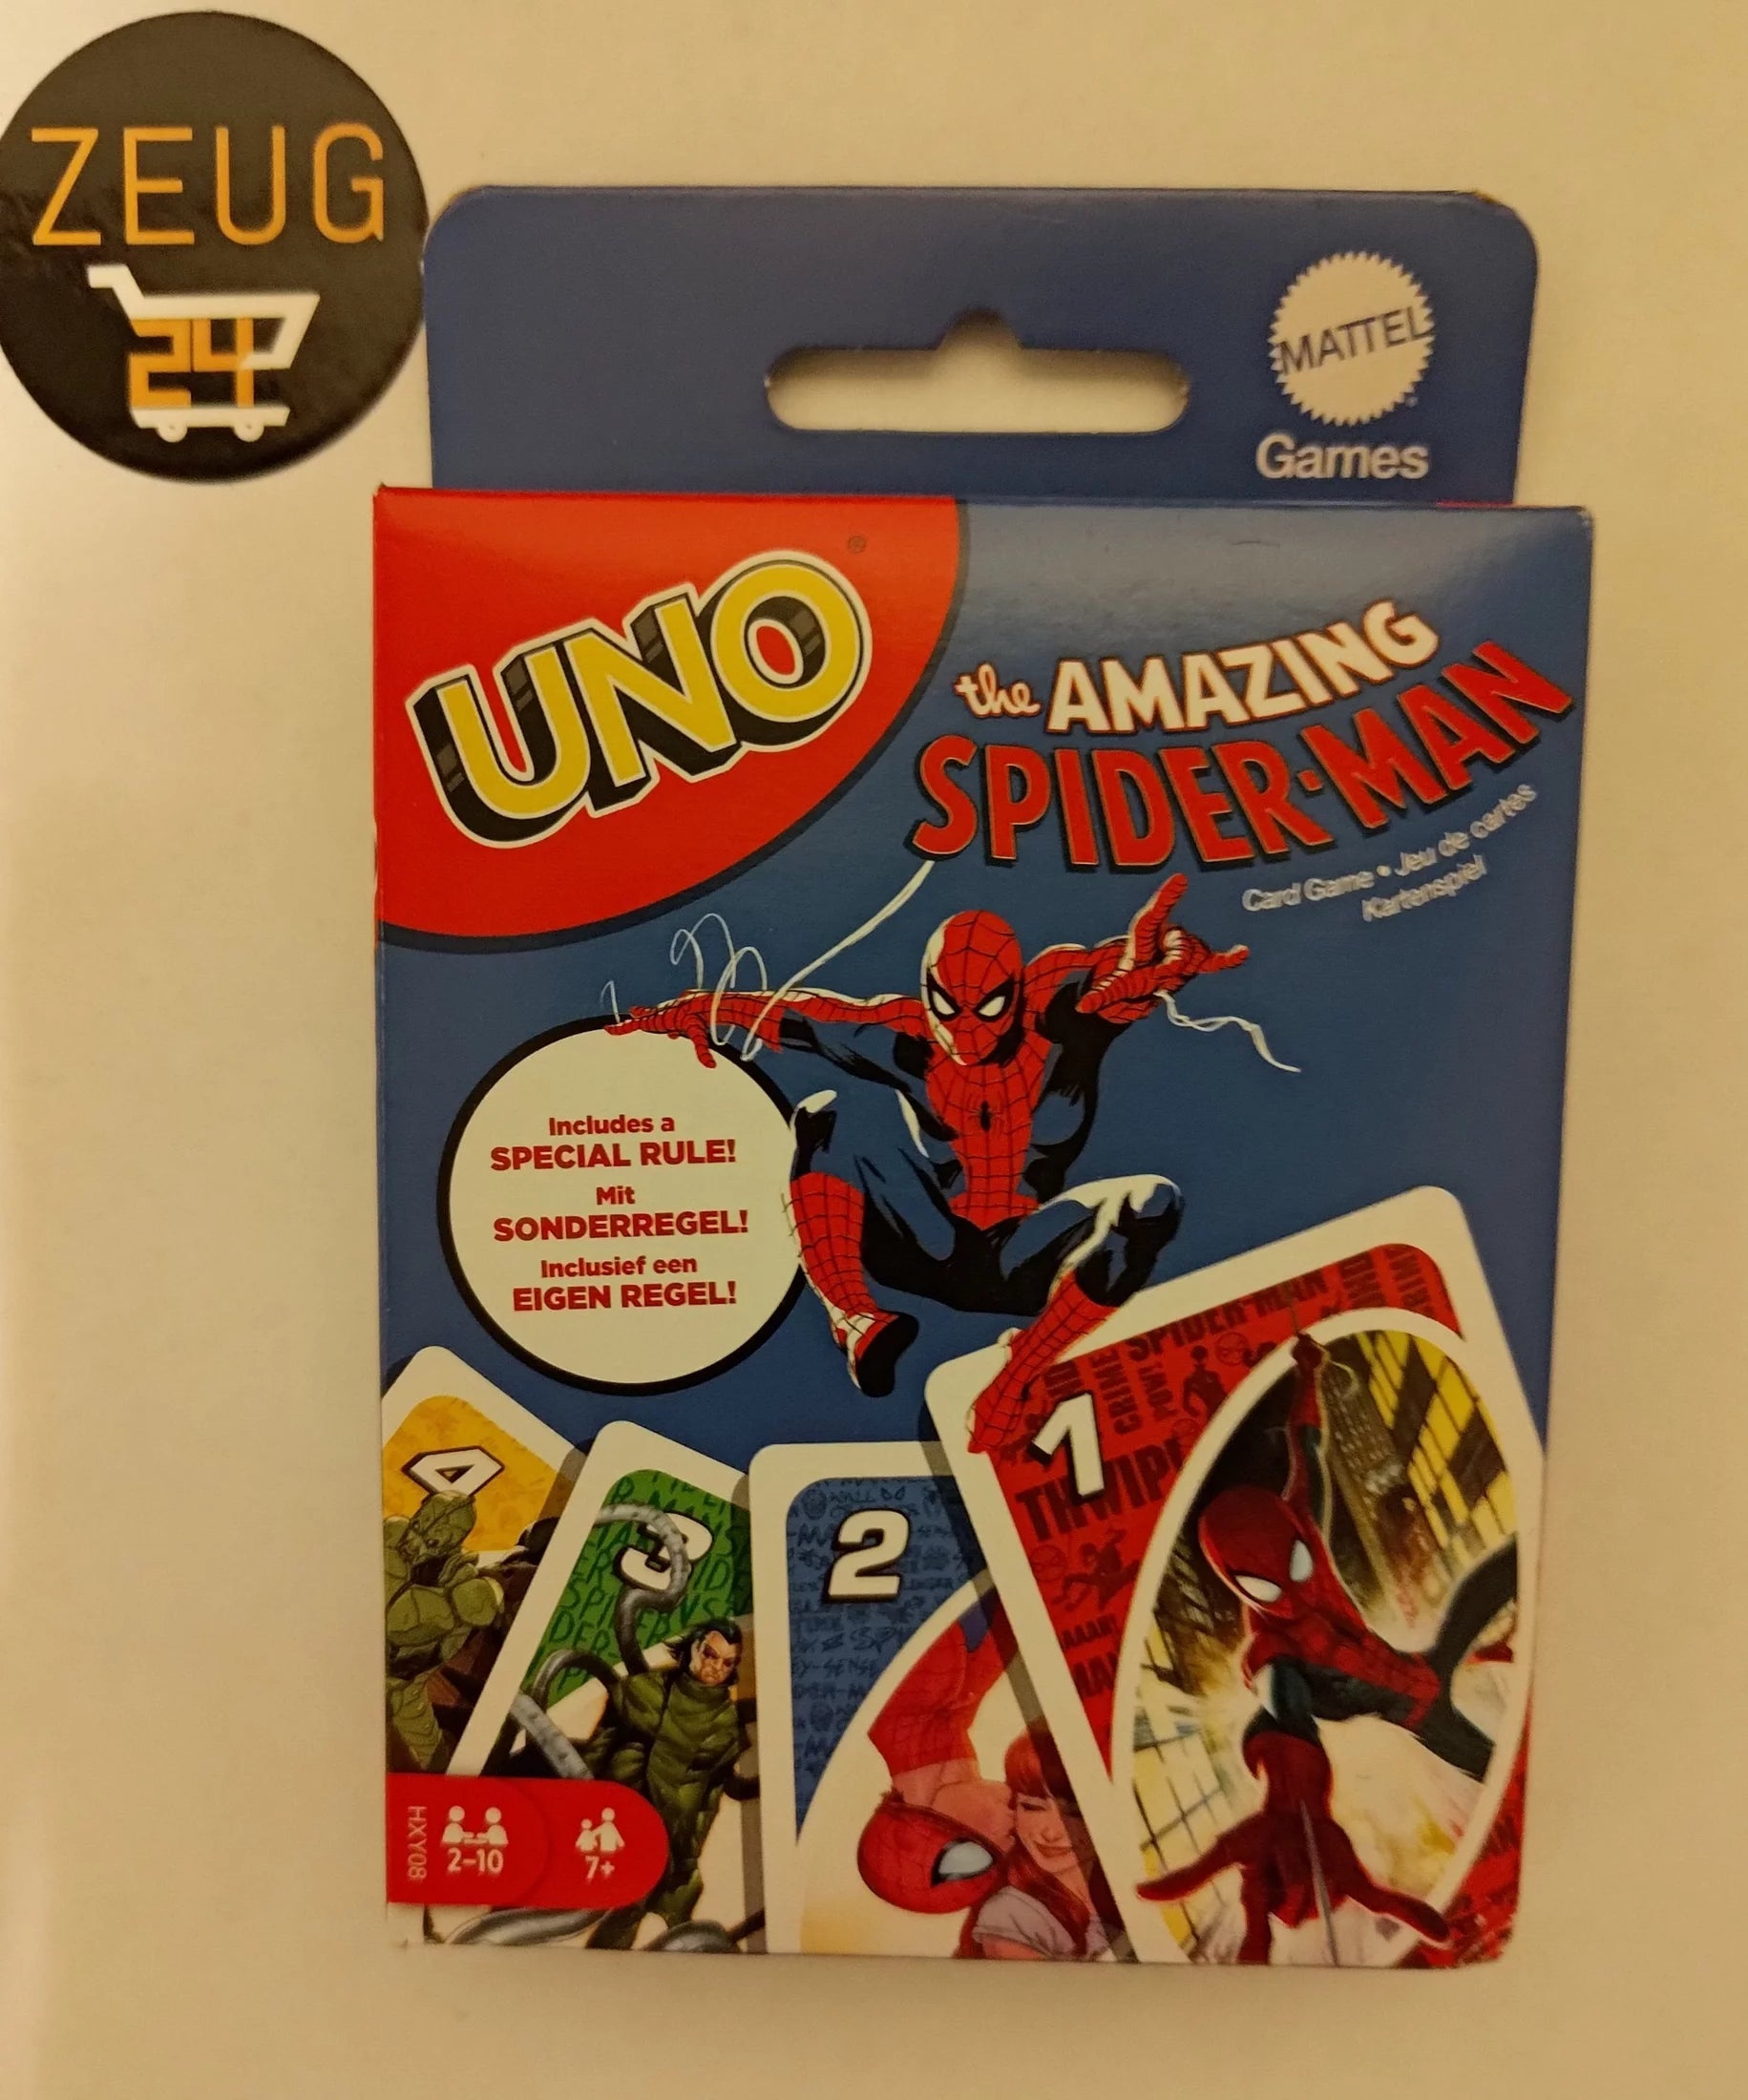 ZEUG
24
MATTEL
Games
UNO
the AMAZING
SPIDER-MAN
Card Game • Jeu de cartes
Kartenspiel
Includes a
SPECIAL RULE!
Mit
SONDERREGEL!
Inclusief een
EIGEN REGEL!
4
3
2
1
SPIDER-MAN
CRIME
POW!
THWIP!
HXY08
2-10
7+